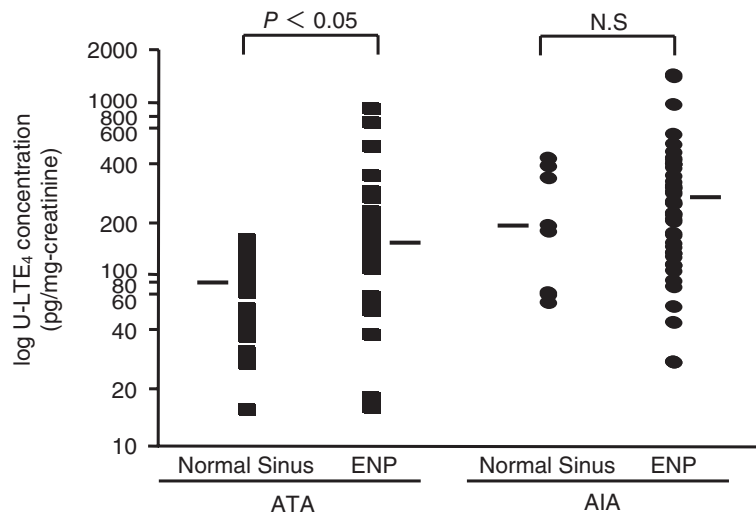 P < 0.05
N.S
2000
1000
800
600
400
200
100
80
60
40
20
10
log U-LTE₄ concentration
(pg/mg-creatinine)
Normal Sinus ENP Normal Sinus ENP
ATA AIA